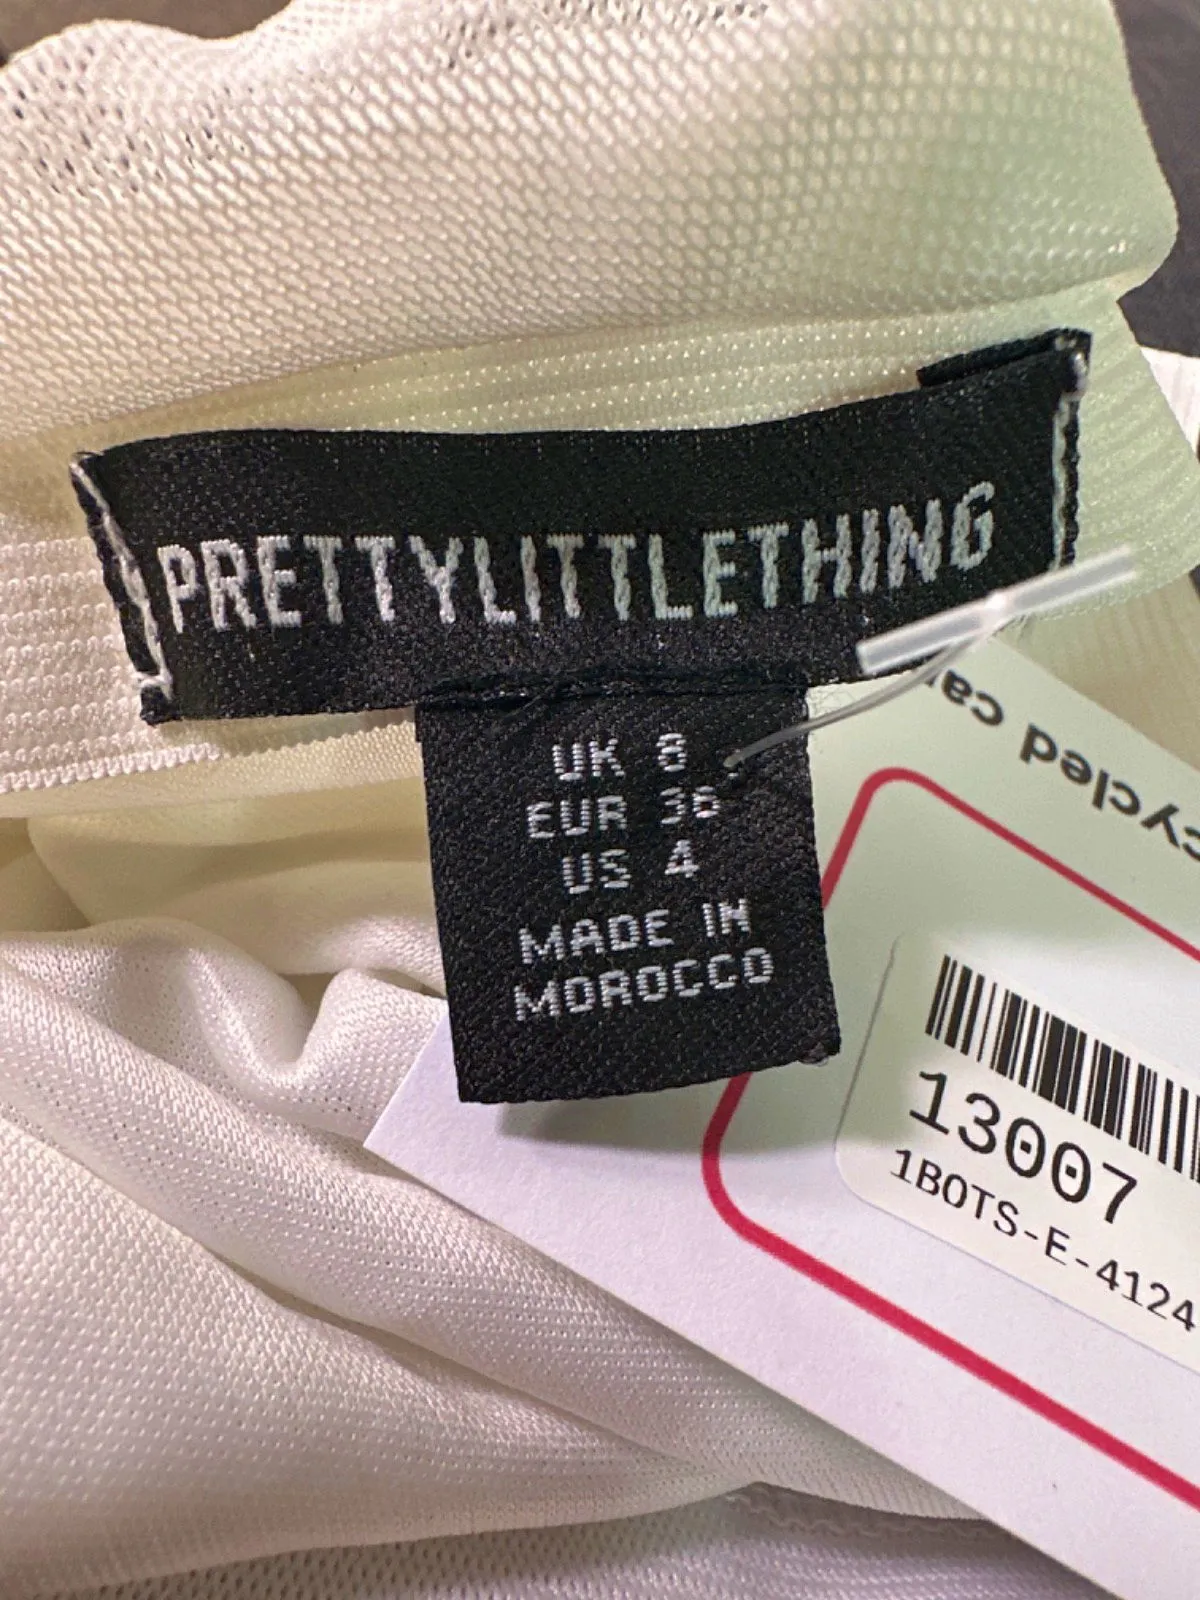 PRETTYLITTLETHING
UK 8
EUR 36
US 4
MADE IN
MOROCCO
13007
1BOTS-E-4124